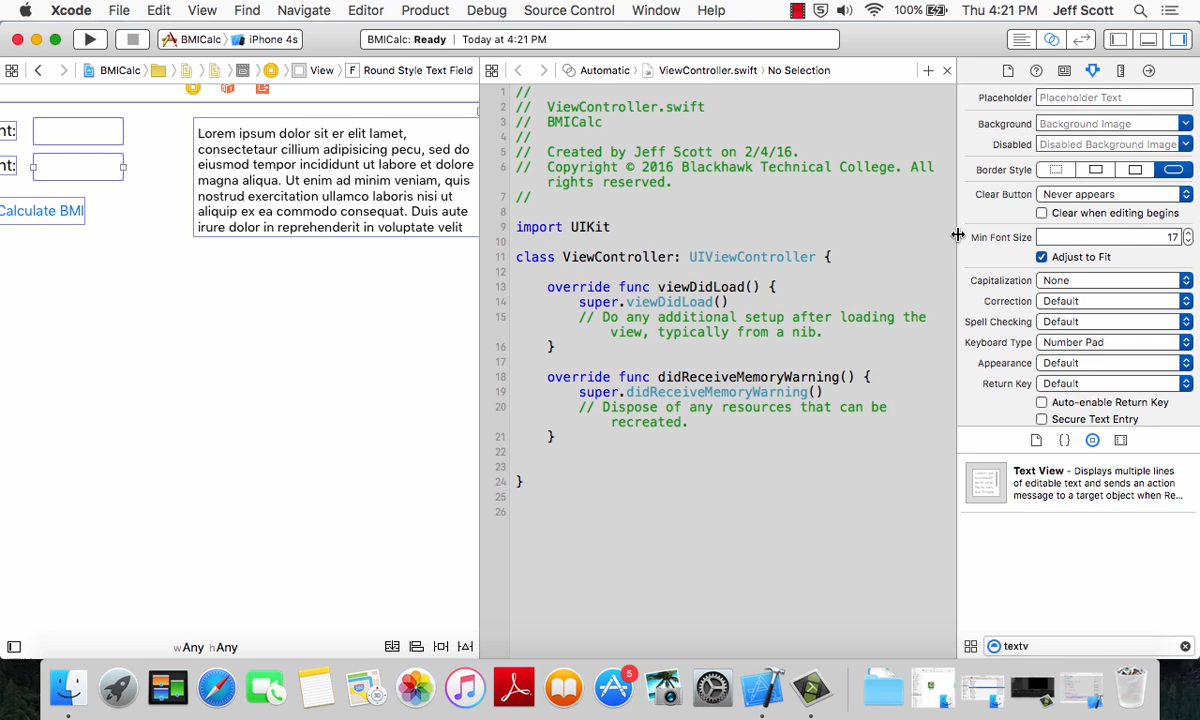 Xcode File Edit View Find Navigate Editor Product Debug Source Control Window Help 5 100% Thu 4:21 PM Jeff Scott
BMICalc iPhone 4s BMICalc: Ready | Today at 4:21 PM
BMICalc View F Round Style Text Field Automatic ViewController.swift No Selection
nt:
nt:
Calculate BMI
Lorem ipsum dolor sit er elit lamet,
consectetaur cillium adipisicing pecu, sed do
eiusmod tempor incididunt ut labore et dolore
magna aliqua. Ut enim ad minim veniam, quis
nostrud exercitation ullamco laboris nisi ut
aliquip ex ea commodo consequat. Duis aute
irure dolor in reprehenderit in voluptate velit
wAny hAny
1 //
2 // ViewController.swift
3 // BMICalc
4 //
5 // Created by Jeff Scott on 2/4/16.
6 // Copyright © 2016 Blackhawk Technical College. All
rights reserved.
7 //
8
9 import UIKit
10
11 class ViewController: UIViewController {
12
13 override func viewDidLoad() {
14 super.viewDidLoad()
15 // Do any additional setup after loading the
view, typically from a nib.
16 }
17
18 override func didReceiveMemoryWarning() {
19 super.didReceiveMemoryWarning()
20 // Dispose of any resources that can be
recreated.
21 }
22
23
24 }
25
26
Placeholder Placeholder Text
Background Background Image
Disabled Disabled Background Image
Border Style
Clear Button Never appears
Clear when editing begins
Min Font Size 17
Adjust to Fit
Capitalization None
Correction Default
Spell Checking Default
Keyboard Type Number Pad
Appearance Default
Return Key Default
Auto-enable Return Key
Secure Text Entry
{}
Text View - Displays multiple lines
of editable text and sends an action
message to a target object when Re...
textv
5